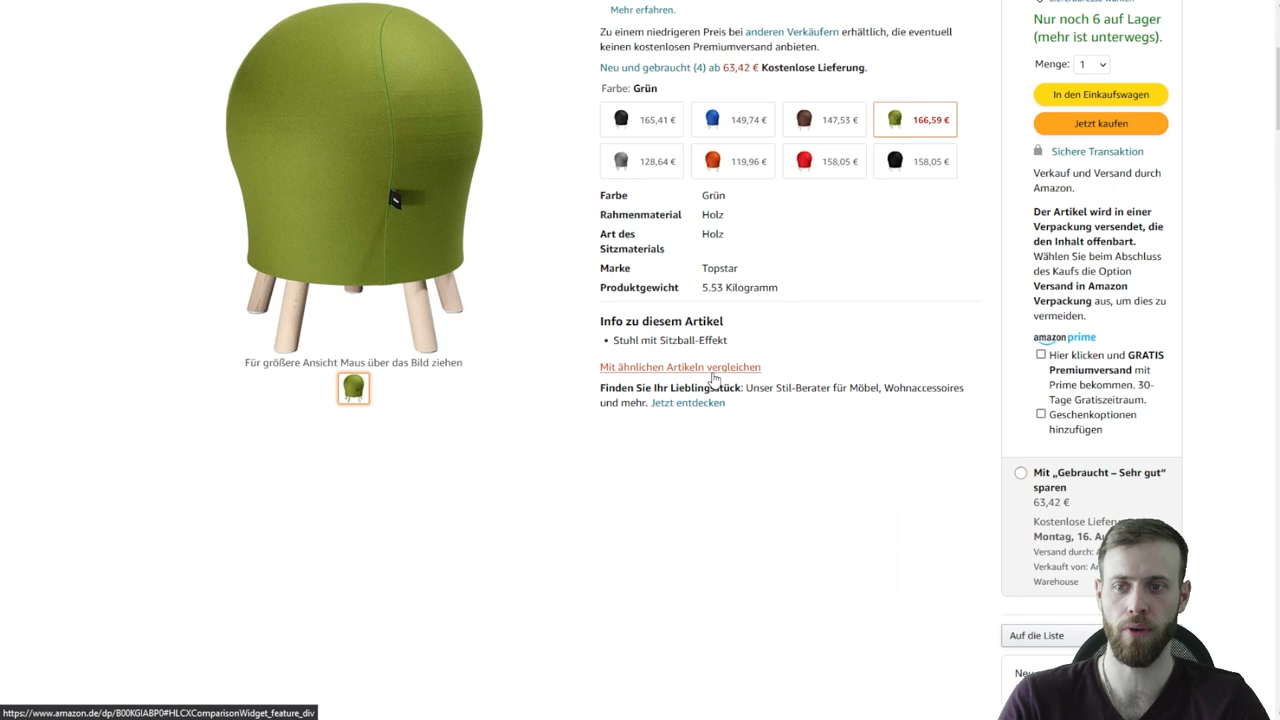 Mehr erfahren.
Zu einem niedrigeren Preis bei anderen Verkäufern erhältlich, die eventuell
keinen kostenlosen Premiumversand anbieten.
Neu und gebraucht (4) ab 63,42 € Kostenlose Lieferung.
Farbe: Grün
165,41 €
149,74 €
147,53 €
166,59 €
128,64 €
119,96 €
158,05 €
158,05 €
Farbe Grün
Rahmenmaterial Holz
Art des Holz
Sitzmaterials
Marke Topstar
Produktgewicht 5.53 Kilogramm
Info zu diesem Artikel
• Stuhl mit Sitzball-Effekt
Mit ähnlichen Artikeln vergleichen
Finden Sie Ihr Lieblingsstück: Unser Stil-Berater für Möbel, Wohnaccessoires
und mehr. Jetzt entdecken
Für größere Ansicht Maus über das Bild ziehen
Nur noch 6 auf Lager
(mehr ist unterwegs).
Menge: 1
In den Einkaufswagen
Jetzt kaufen
Sichere Transaktion
Verkauf und Versand durch
Amazon.
Der Artikel wird in einer
Verpackung versendet, die
den Inhalt offenbart.
Wählen Sie beim Abschluss
des Kaufs die Option
Versand in Amazon
Verpackung aus, um dies zu
vermeiden.
amazon prime
Hier klicken und GRATIS
Premiumversand mit
Prime bekommen. 30-
Tage Gratiszeitraum.
Geschenkoptionen
hinzufügen
Mit „Gebraucht – Sehr gut“
sparen
63,42 €
Kostenlose
Montag, 16.
Versand durch:
Verkauft von:
Warehouse
Auf die Liste
https://www.amazon.de/dp/B00KGIABP0#HLCXComparisonWidget_feature_div